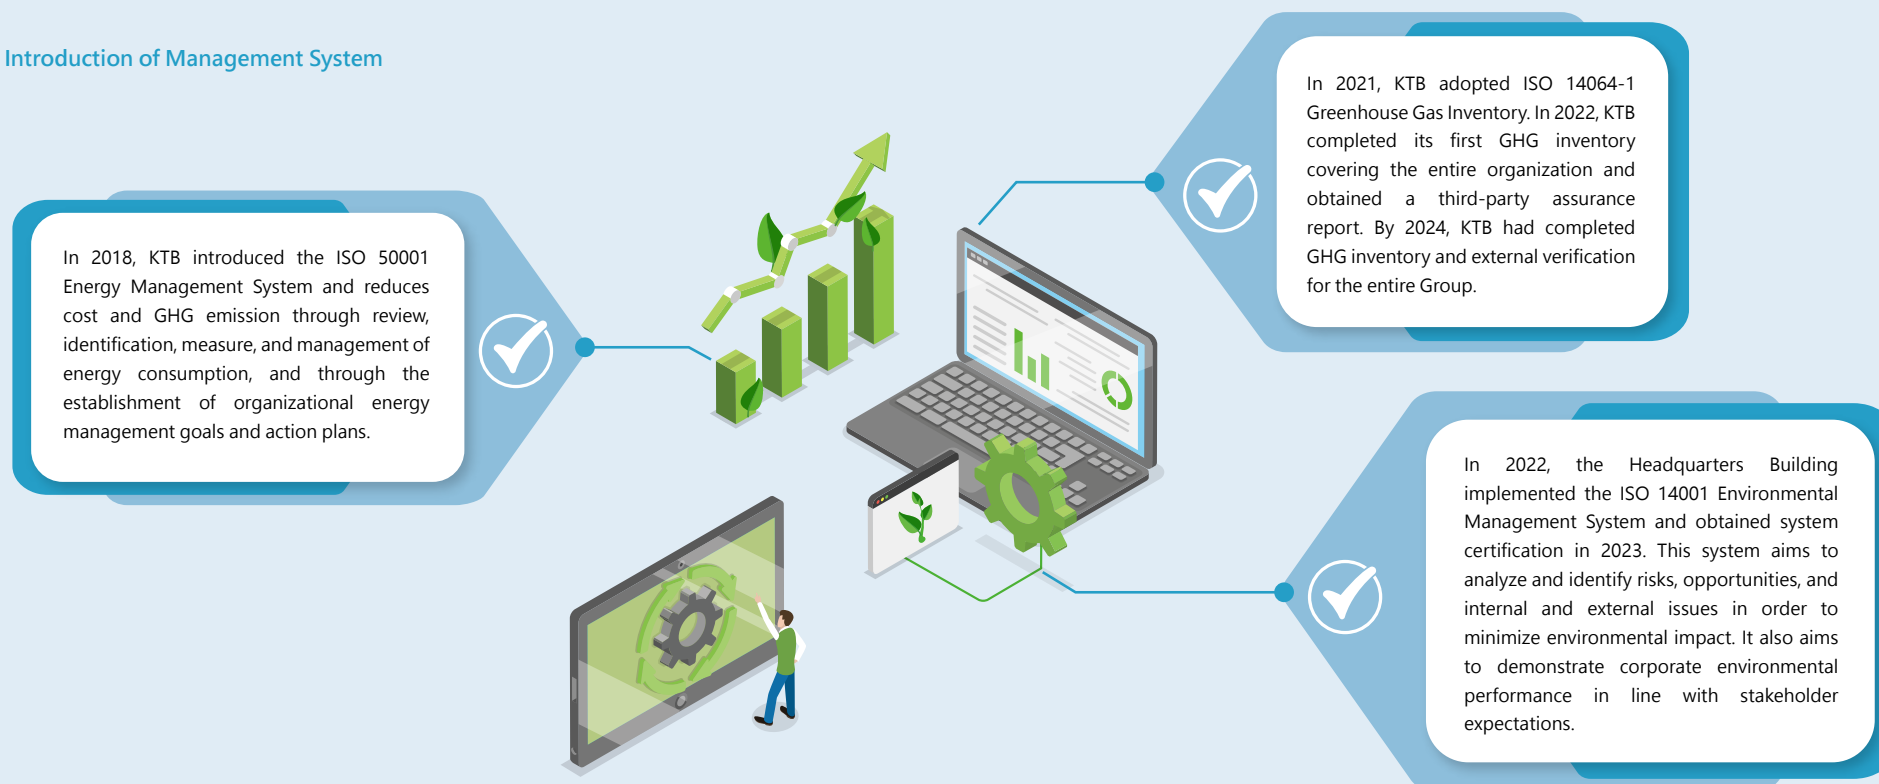 Introduction of Management System
In 2018, KTB introduced the ISO 50001
Energy Management System and reduces
cost and GHG emission through review,
identification, measure, and management of
energy consumption, and through the
establishment of organizational energy
management goals and action plans.
In 2021, KTB adopted ISO 14064-1
Greenhouse Gas Inventory. In 2022, KTB
completed its first GHG inventory
covering the entire organization and
obtained a third-party assurance
report. By 2024, KTB had completed
GHG inventory and external verification
for the entire Group.
In 2022, the Headquarters Building
implemented the ISO 14001 Environmental
Management System and obtained system
certification in 2023. This system aims to
analyze and identify risks, opportunities, and
internal and external issues in order to
minimize environmental impact. It also aims
to demonstrate corporate environmental
performance in line with stakeholder
expectations.